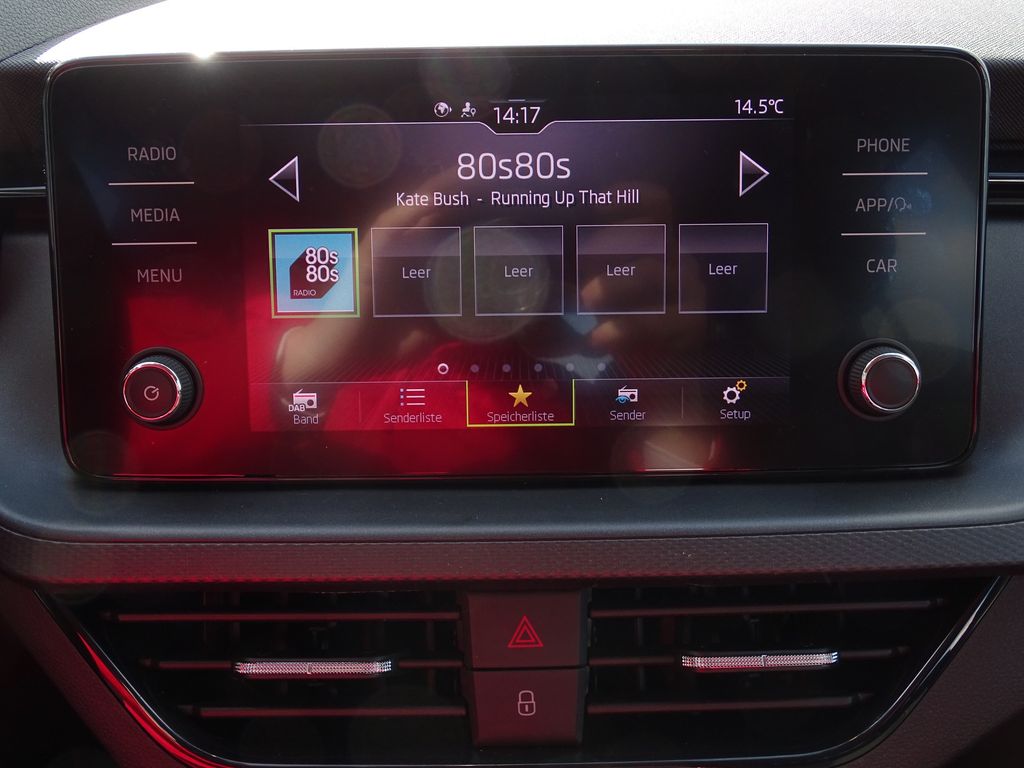 14:17
14.5°C
RADIO
MEDIA
MENU
80s80s
Kate Bush - Running Up That Hill
80s
80s
RADIO
Leer
Leer
Leer
Leer
PHONE
APP/
CAR
DAB
Band
Senderliste
Speicherliste
Sender
Setup